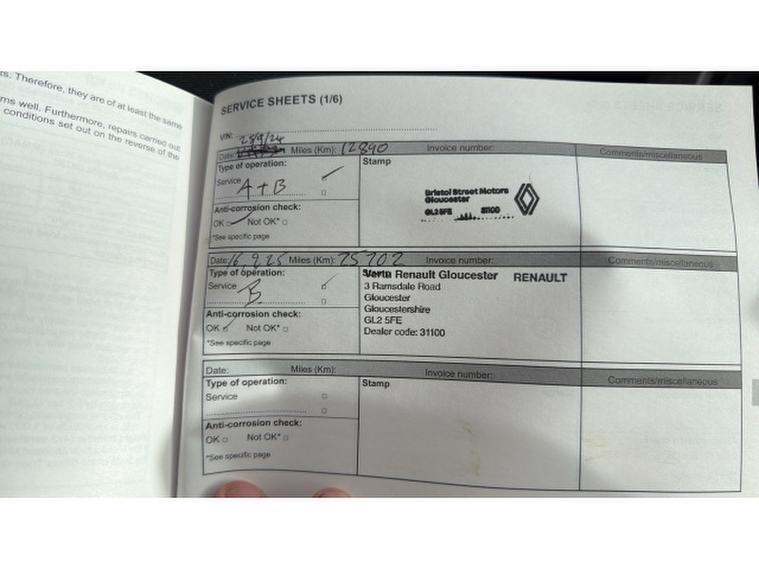 ts. Therefore, they are of at least the same
ms well. Furthermore, repairs carried out
conditions set out on the reverse of the
SERVICE SHEETS (1/6)
VIN:
28/9/24
Date: Miles (Km): 12890 Invoice number: Comments/miscellaneous
Type of operation: Stamp
Service A+B
Bristol Street Motors
Gloucester
GL2 5FE 31100
Anti-corrosion check:
OK Not OK*
*See specific page
Date: 16.9.25 Miles (Km): 25702 Invoice number: Comments/miscellaneous
Type of operation: Stamp
Service B
Vertu Renault Gloucester RENAULT
3 Ramsdale Road
Gloucester
Gloucestershire
GL2 5FE
Dealer code: 31100
Anti-corrosion check:
OK Not OK*
*See specific page
Date: Miles (Km): Invoice number: Comments/miscellaneous
Type of operation: Stamp
Service
Anti-corrosion check:
OK Not OK*
*See specific page